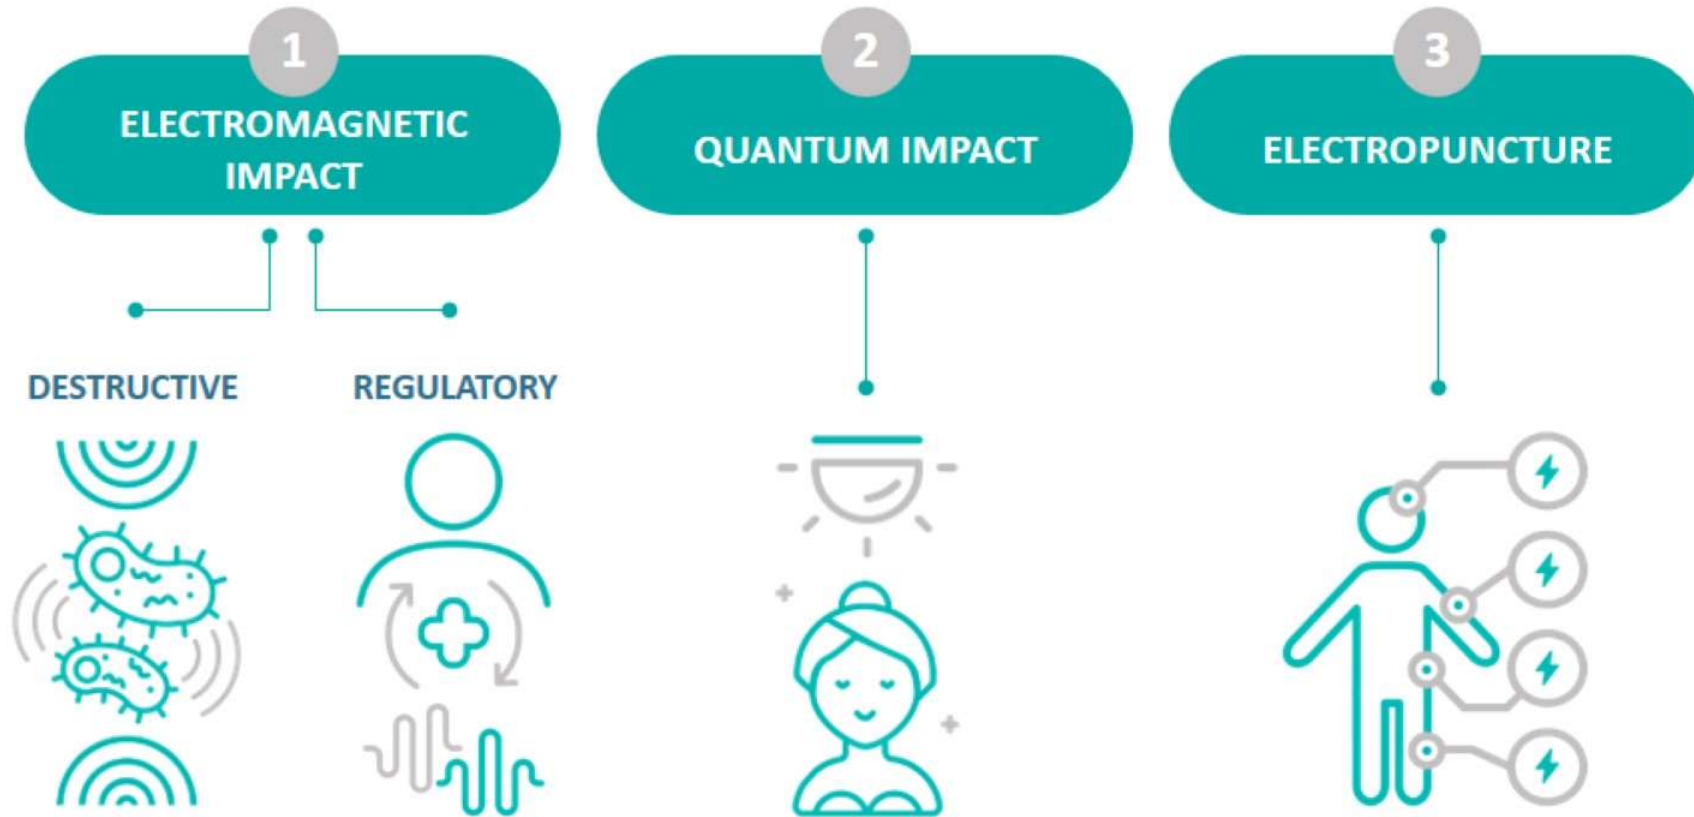 1
ELECTROMAGNETIC
IMPACT
2
QUANTUM IMPACT
3
ELECTROPUNCTURE
DESTRUCTIVE
REGULATORY